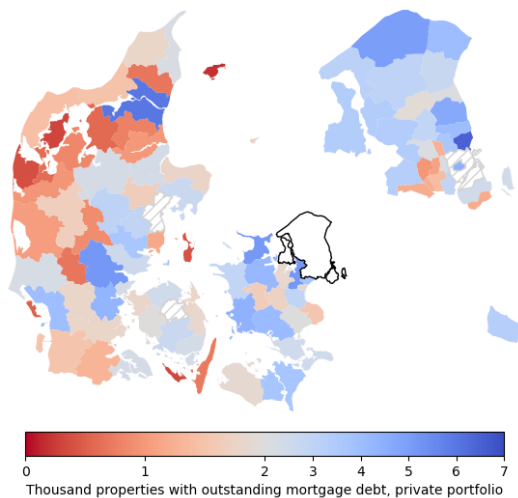 0 1 2 3 4 5 6 7
Thousand properties with outstanding mortgage debt, private portfolio